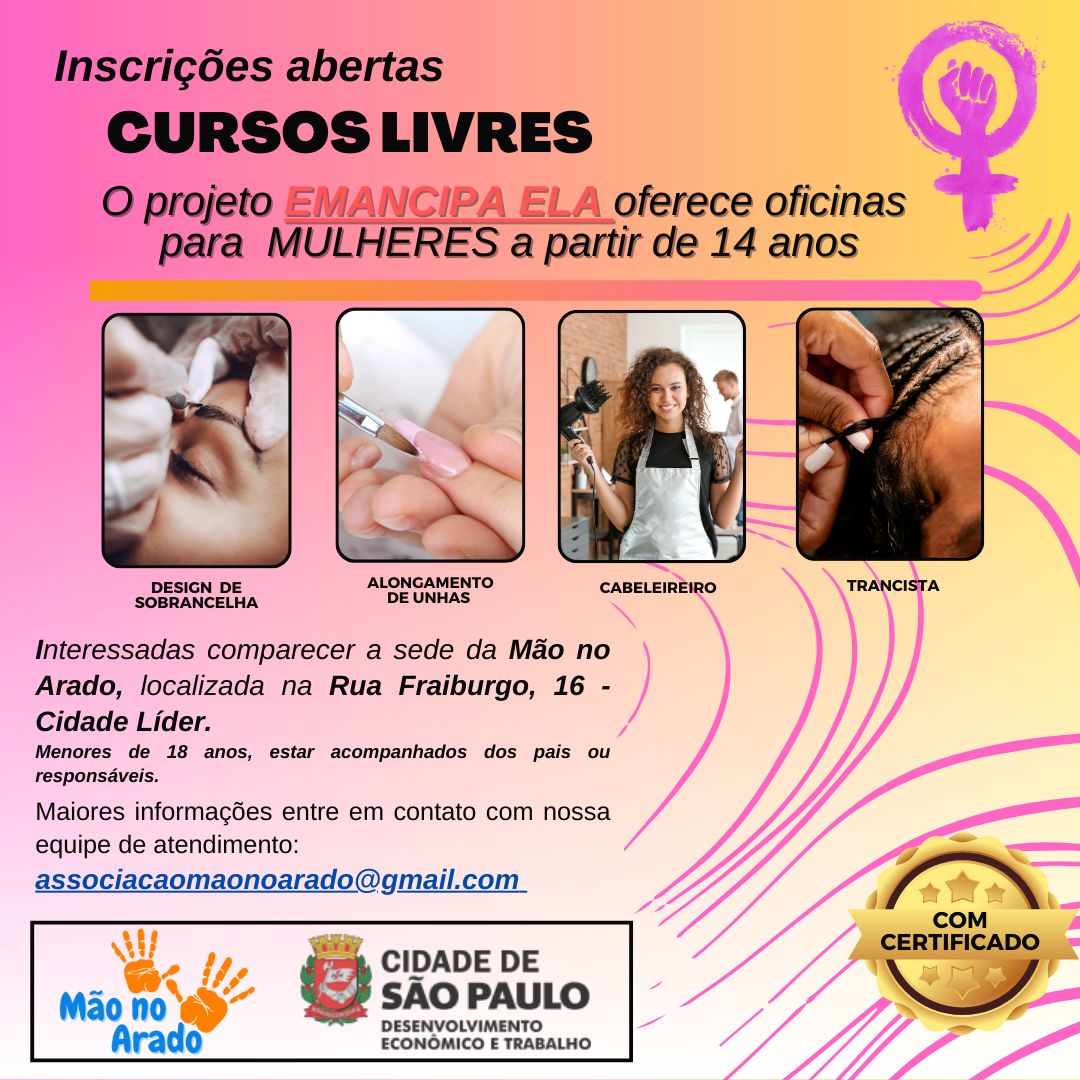 Inscrições abertas
CURSOS LIVRES
O projeto EMANCIPA ELA oferece oficinas
para MULHERES a partir de 14 anos
DESIGN DE
SOBRANCELHA
ALONGAMENTO
DE UNHAS
CABELEIREIRO
TRANCISTA
Interessadas comparecer a sede da Mão no
Arado, localizada na Rua Fraiburgo, 16 -
Cidade Líder.
Menores de 18 anos, estar acompanhados dos pais ou
responsáveis.
Maiores informações entre em contato com nossa
equipe de atendimento:
associacaomaonoarado@gmail.com
COM
CERTIFICADO
Mão no
Arado
CIDADE DE
SÃO PAULO
DESENVOLVIMENTO
ECONÔMICO E TRABALHO